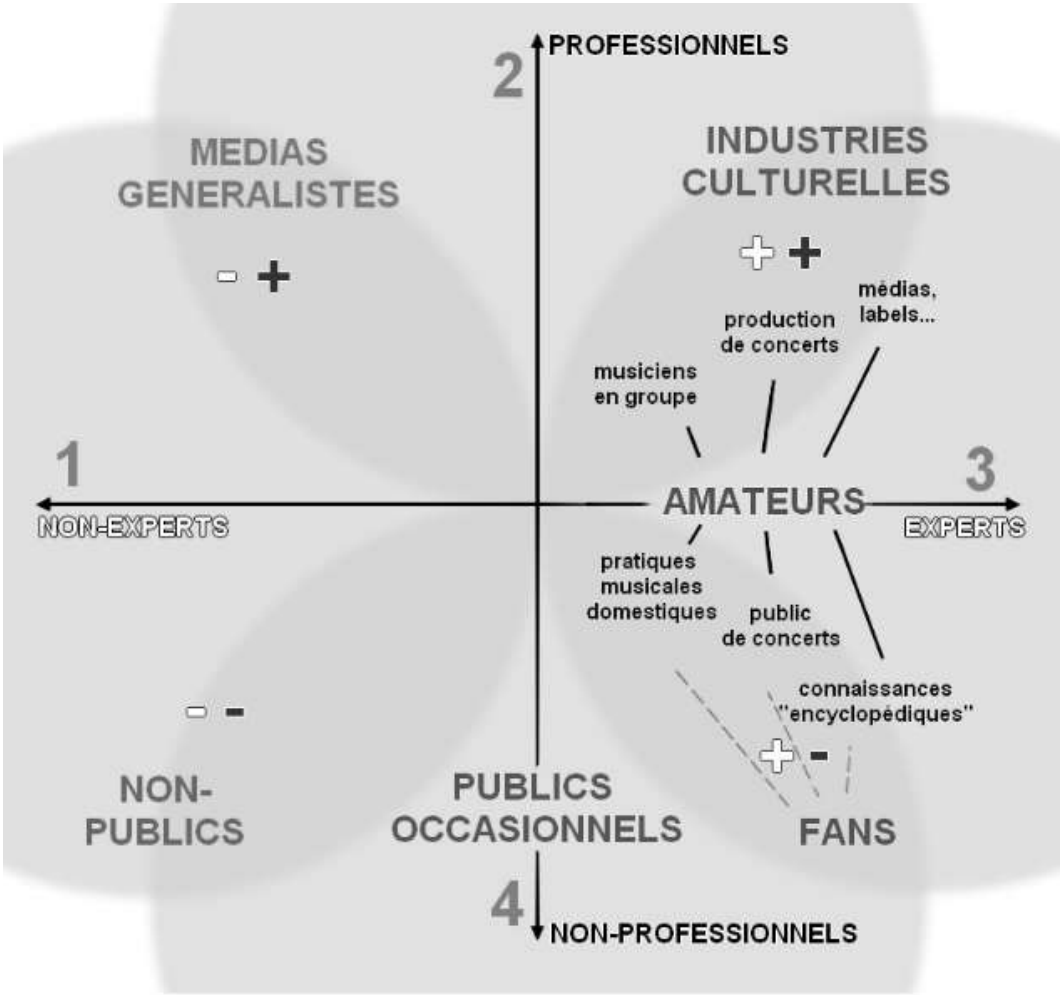 PROFESSIONNELS
2
MEDIAS
GENERALISTES
- +
INDUSTRIES
CULTURELLES
+ +
médias,
labels...
production
de concerts
musiciens
en groupe
1
3
AMATEURS
NON-EXPERTS
EXPERTS
pratiques
musicales
domestiques
public
de concerts
connaissances
"encyclopédiques"
+ -
- -
NON-
PUBLICS
PUBLICS
OCCASIONNELS
FANS
4
NON-PROFESSIONNELS